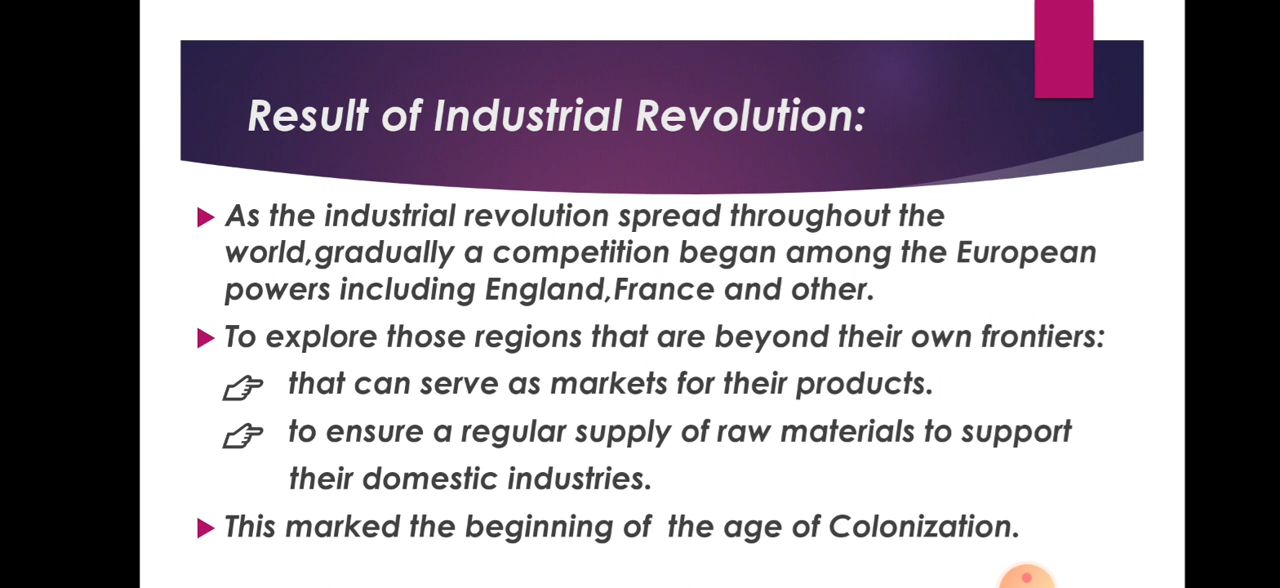 Result of Industrial Revolution:
As the industrial revolution spread throughout the
world,gradually a competition began among the European
powers including England,France and other.
To explore those regions that are beyond their own frontiers:
that can serve as markets for their products.
to ensure a regular supply of raw materials to support
their domestic industries.
This marked the beginning of the age of Colonization.